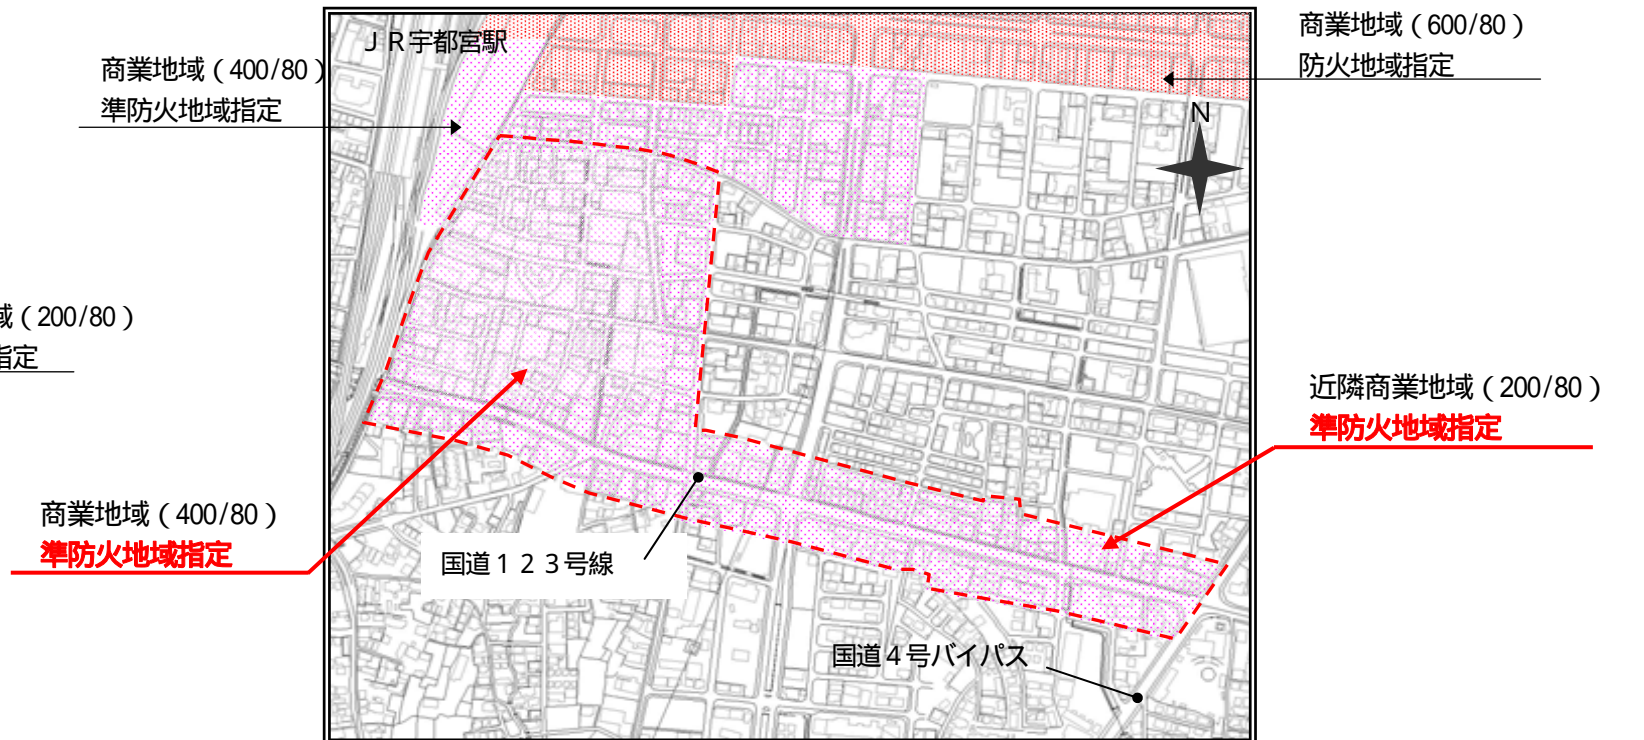 ＪＲ宇都宮駅
商業地域（400/80）
準防火地域指定
商業地域（600/80）
防火地域指定
N
域（200/80）
指定
近隣商業地域（200/80）
準防火地域指定
商業地域（400/80）
準防火地域指定
国道１２３号線
国道４号バイパス